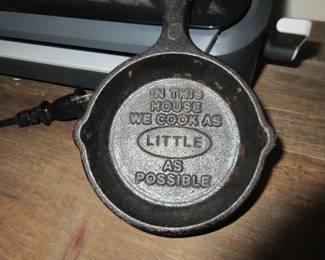 IN THIS
HOUSE
WE COOK AS
LITTLE
AS
POSSIBLE